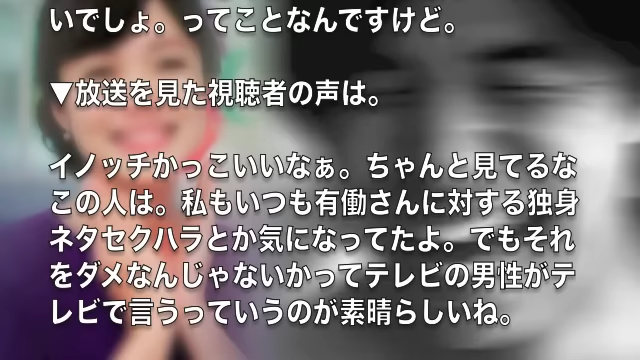 いでしょ。ってことなんですけど。
▼放送を見た視聴者の声は。
イノッチかっこいいなぁ。ちゃんと見てるな
この人は。私もいつも有働さんに対する独身
ネタセクハラとか気になってたよ。でもそれ
をダメなんじゃないかってテレビの男性がテ
レビで言うっていうのが素晴らしいね。